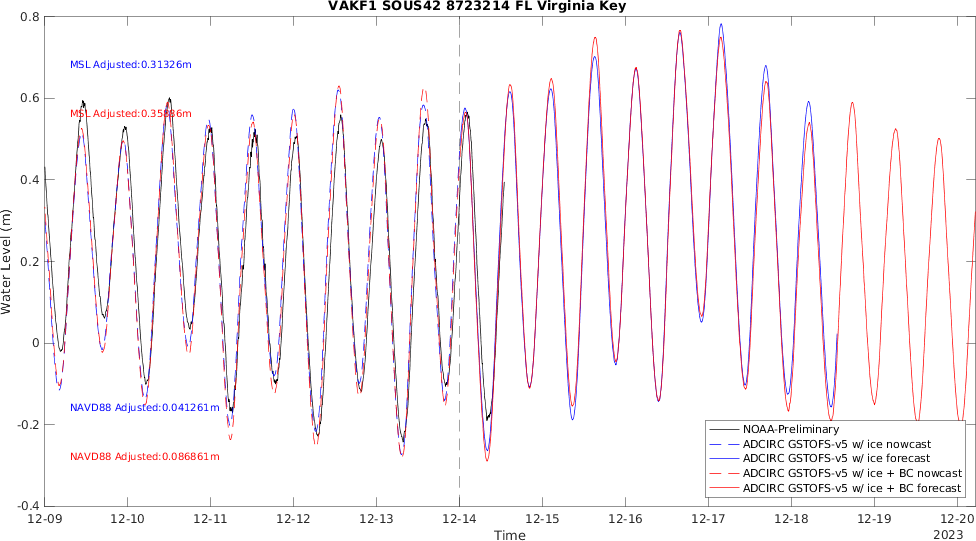 VAKF1 SOUS42 8723214 FL Virginia Key
0.8
0.6
0.4
0.2
0
-0.2
-0.4
Water Level (m)
MSL Adjusted:0.31326m
MSL Adjusted:0.35886m
NAVD88 Adjusted:0.041261m
NAVD88 Adjusted:0.086861m
NOAA-Preliminary
ADCIRC GSTOFS-v5 w/ ice nowcast
ADCIRC GSTOFS-v5 w/ ice forecast
ADCIRC GSTOFS-v5 w/ ice + BC nowcast
ADCIRC GSTOFS-v5 w/ ice + BC forecast
12-09 12-10 12-11 12-12 12-13 12-14 12-15 12-16 12-17 12-18 12-19 12-20
2023
Time